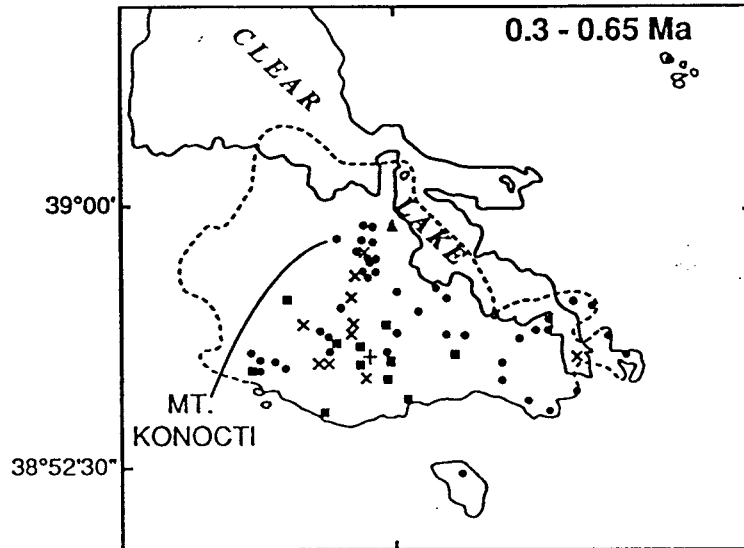 0.3 - 0.65 Ma
CLEAR
LAKE
39°00'
MT.
KONOCTI
38°52'30"